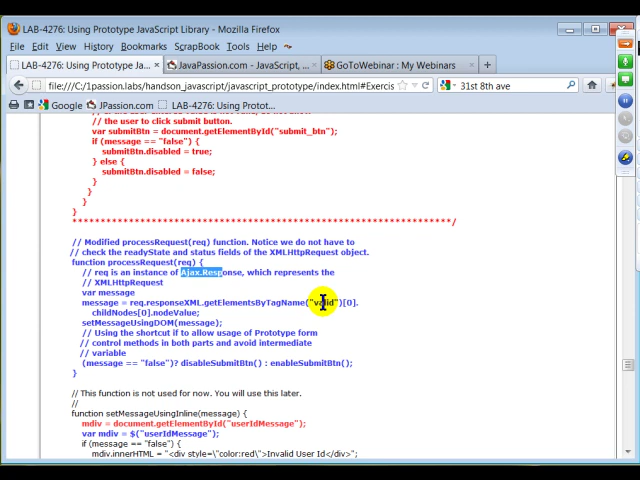 LAB-4276: Using Prototype JavaScript Library - Mozilla Firefox
File Edit View History Bookmarks ScrapBook Tools Help
LAB-4276: Using Prototype Ja... JavaPassion.com - JavaScript, ... GoToWebinar : My Webinars
file:///C:/1passion.labs/handson_javascript/javascript_prototype/index.html#Exercis 31st 8th ave
Google JPassion.com LAB-4276: Using Protot...
// the user to click submit button.
var submitBtn = document.getElementById("submit_btn");
if (message == "false") {
submitBtn.disabled = true;
} else {
submitBtn.disabled = false;
}
}
}
******************************************************************************/
// Modified processRequest(req) function. Notice we do not have to
// check the readyState and status fields of the XMLHttpRequest object.
function processRequest(req) {
// req is an instance of Ajax.Response, which represents the
// XMLHttpRequest
var message
message = req.responseXML.getElementsByTagName("valid")[0].
childNodes[0].nodeValue;
setMessageUsingDOM(message);
// Using the shortcut if to allow usage of Prototype form
// control methods in both parts and avoid intermediate
// variable
(message == "false")? disableSubmitBtn() : enableSubmitBtn();
}
// This function is not used for now. You will use this later.
//
function setMessageUsingInline(message) {
mdiv = document.getElementById("userIdMessage");
var mdiv = $("userIdMessage");
if (message == "false") {
mdiv.innerHTML = "<div style=\"color:red\">Invalid User Id</div>";